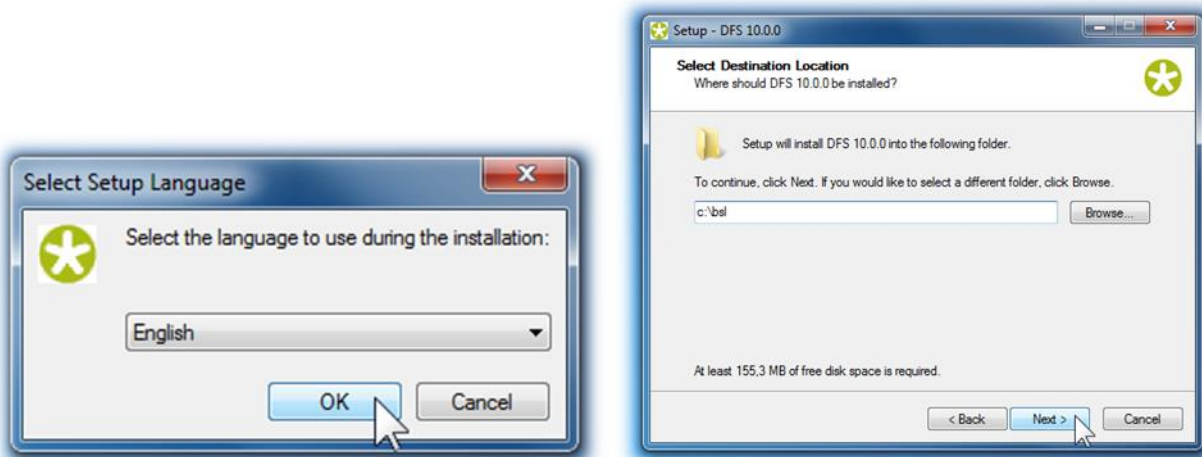 Select Setup Language
Select the language to use during the installation:
English
OK
Cancel
Setup - DFS 10.0.0
Select Destination Location
Where should DFS 10.0.0 be installed?
Setup will install DFS 10.0.0 into the following folder.
To continue, click Next. If you would like to select a different folder, click Browse.
c:\bsl
Browse...
At least 155,3 MB of free disk space is required.
< Back
Next >
Cancel